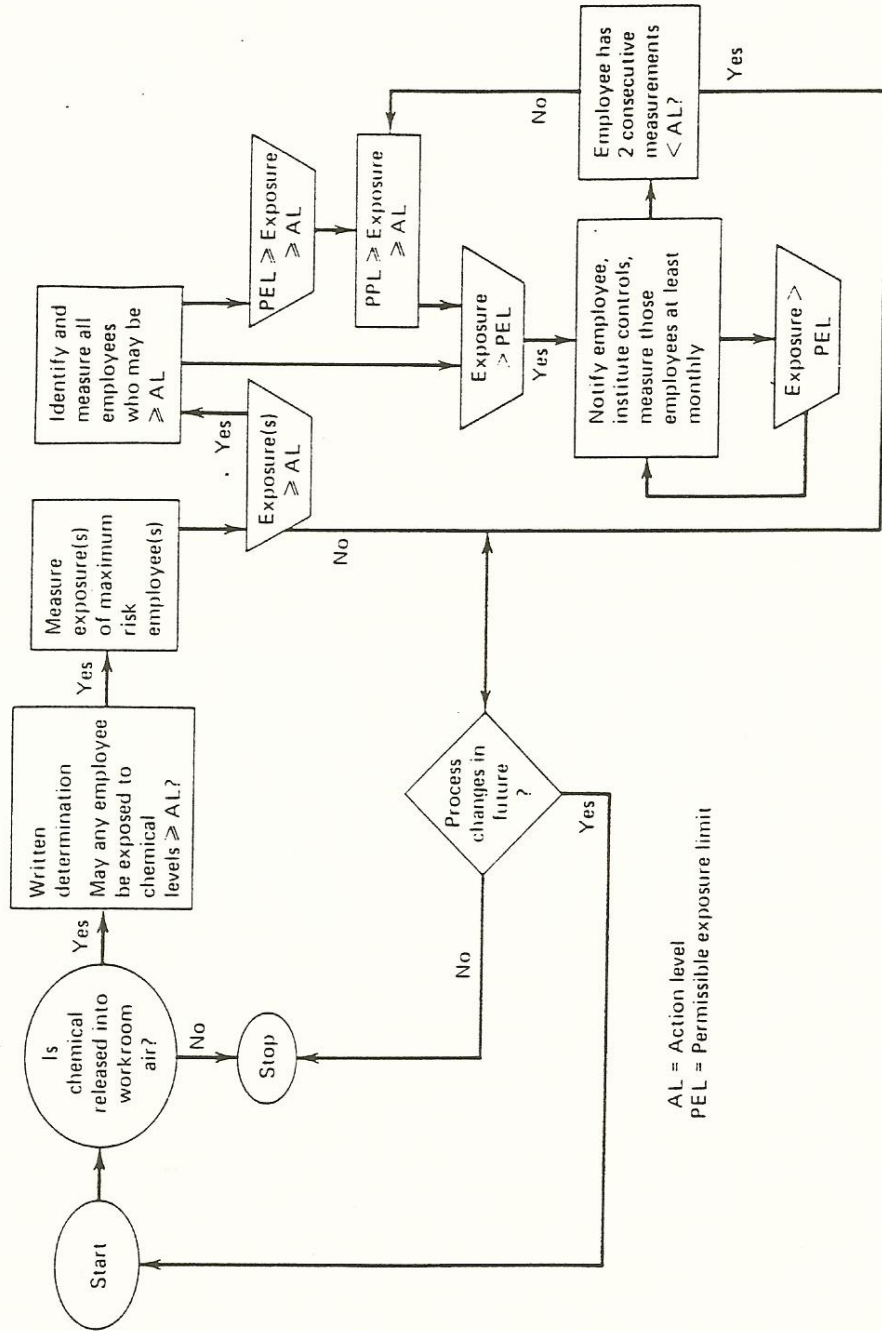 Start
Is
chemical
released into
workroom
air?
Yes
No
Stop
Written
determination
May any employee
be exposed to
chemical
levels ⩾ AL?
Yes
Measure
exposure(s)
of maximum
risk
employee(s)
Exposure(s)
⩾ AL
Yes
No
Identify and
measure all
employees
who may be
⩾ AL
PEL ⩾ Exposure
⩾ AL
PPL ⩾ Exposure
⩾ AL
Exposure
> PEL
Yes
Notify employee,
institute controls,
measure those
employees at least
monthly
Exposure >
PEL
Employee has
2 consecutive
measurements
< AL?
No
Yes
Process
changes in
future
?
No
Yes
AL = Action level
PEL = Permissible exposure limit